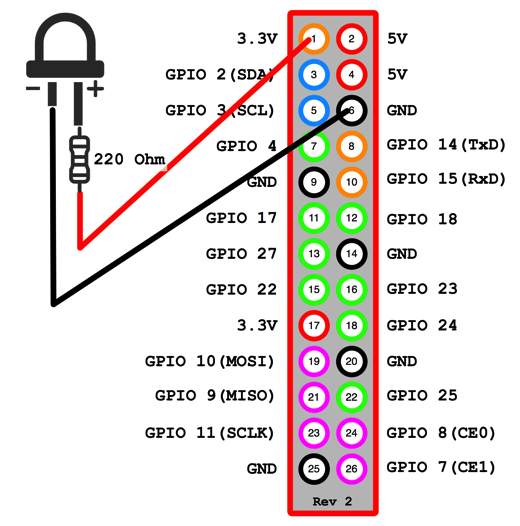 3.3V 1 2 5V
GPIO 2(SDA) 3 4 5V
- +
GPIO 3(SCL) 5 6 GND
GPIO 4 7 8 GPIO 14(TxD)
220 Ohm
GND 9 10 GPIO 15(RxD)
GPIO 17 11 12 GPIO 18
GPIO 27 13 14 GND
GPIO 22 15 16 GPIO 23
3.3V 17 18 GPIO 24
GPIO 10(MOSI) 19 20 GND
GPIO 9(MISO) 21 22 GPIO 25
GPIO 11(SCLK) 23 24 GPIO 8(CE0)
GND 25 26 GPIO 7(CE1)
Rev 2